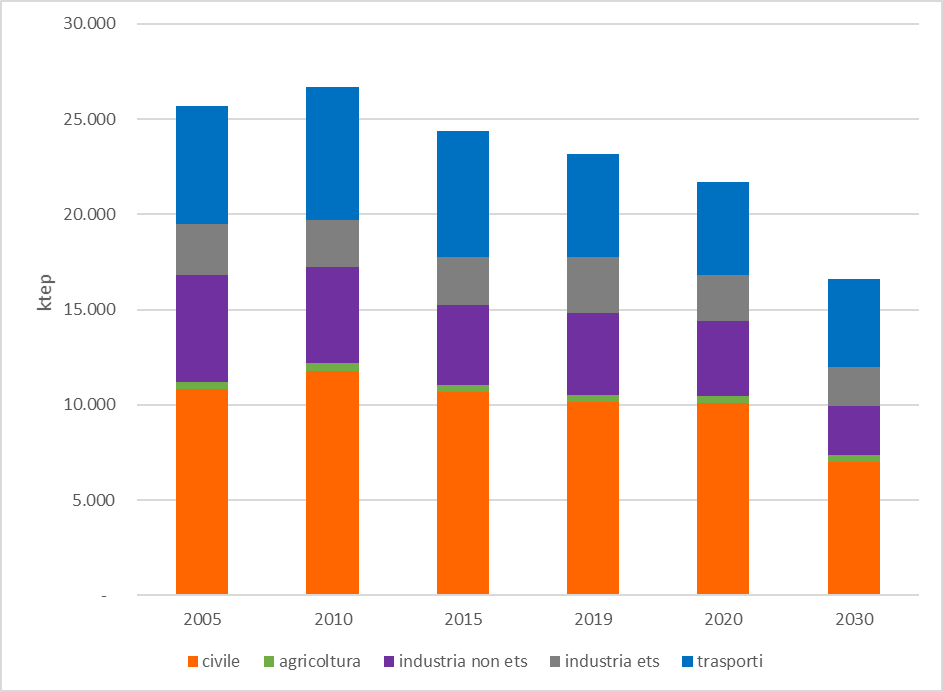 30.000
25.000
20.000
15.000
10.000
5.000
-
ktep
2005 2010 2015 2019 2020 2030
civile agricoltura industria non ets industria ets trasporti